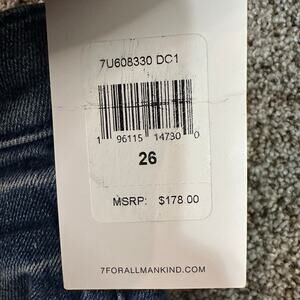 7U608330 DC1
1 96115 14730 0
26
MSRP: $178.00
7FORALLMANKIND.COM